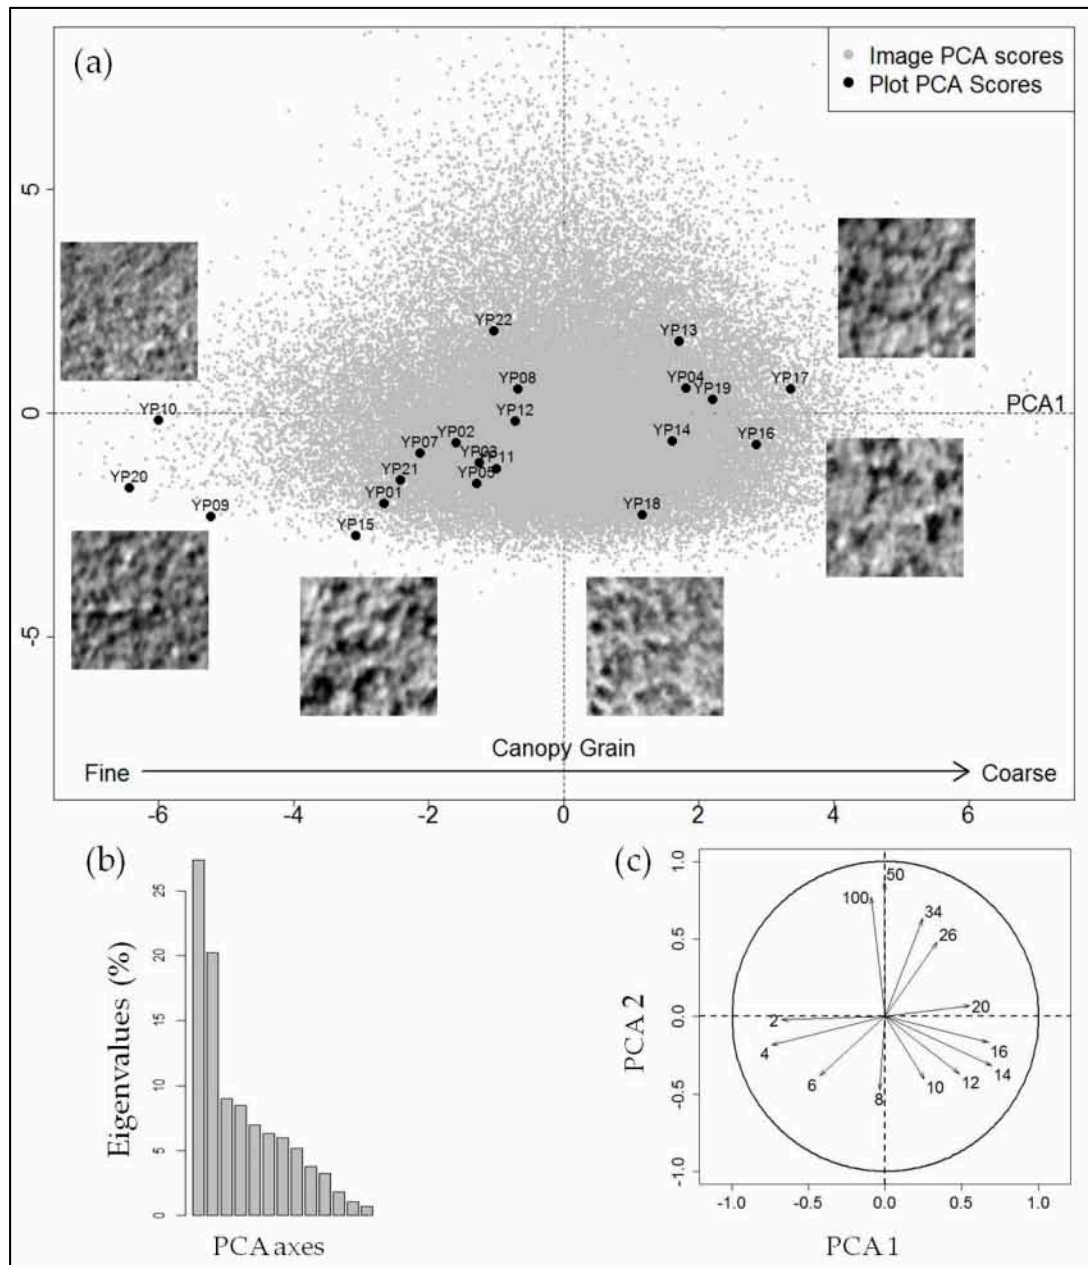 (a)
Image PCA scores
Plot PCA Scores
5
0
-5
YP22
YP13
YP08
YP04
YP19
YP17
PCA1
YP10
YP12
YP02
YP07
YP03
YP14
YP16
YP20
YP21
YP05
YP01
YP09
YP15
YP18
Canopy Grain
Fine
Coarse
-6
-4
-2
0
2
4
6
(b)
Eigenvalues (%)
25
20
15
10
5
0
PCA axes
(c)
PCA 2
1.0
0.5
0.0
-0.5
-1.0
50
100
34
26
20
2
4
16
14
6
12
10
8
-1.0
-0.5
0.0
0.5
1.0
PCA 1